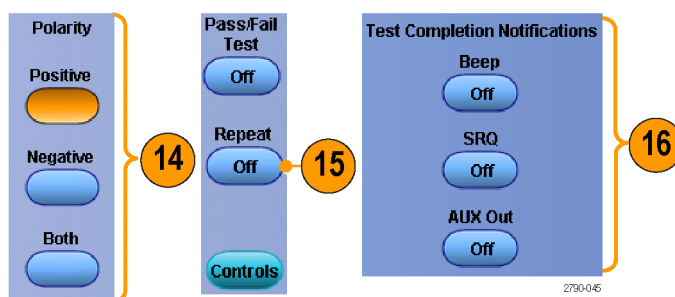 Polarity
Positive
Negative
Both
14
Pass/Fail
Test
Off
Repeat
Off
15
Controls
Test Completion Notifications
Beep
Off
SRQ
Off
AUX Out
Off
16
2790-045